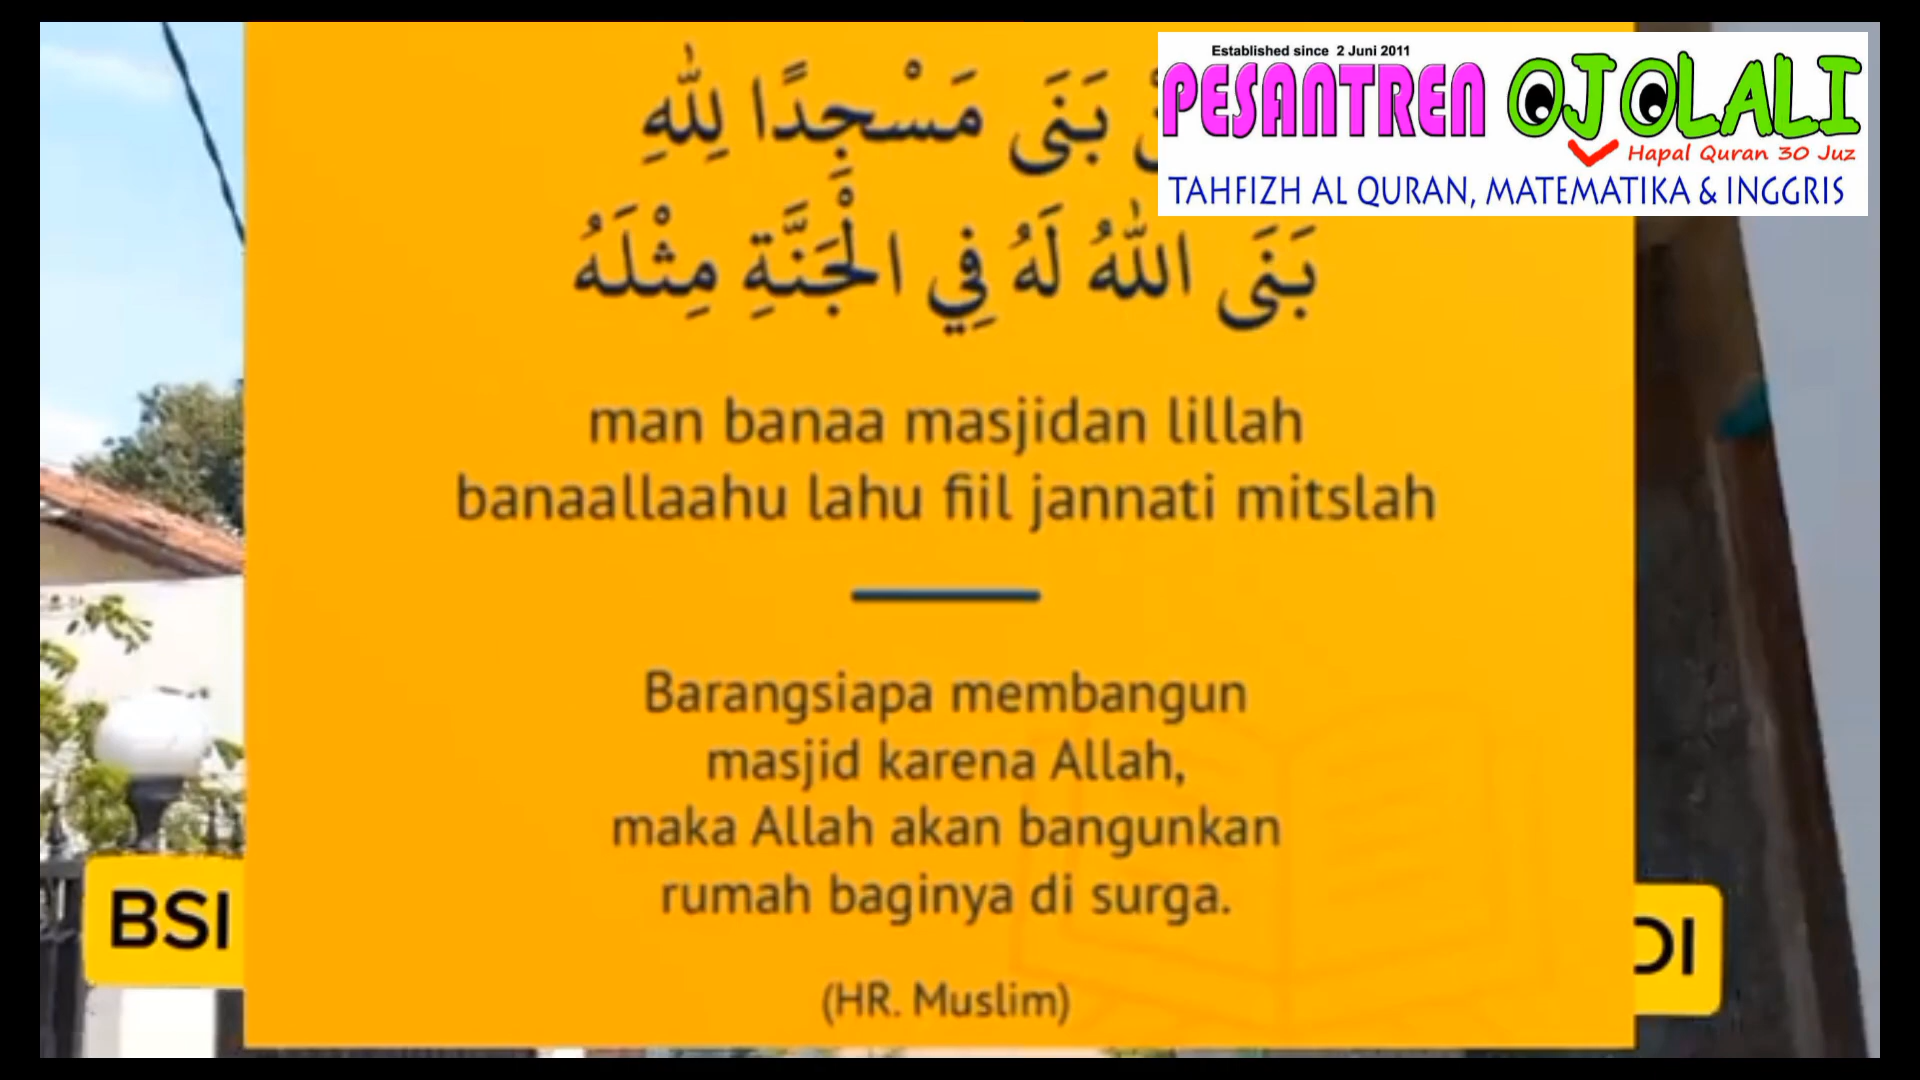 Established since 2 Juni 2011
PESANTREN OJOLALI
Hapal Quran 30 Juz
TAHFIZH AL QURAN, MATEMATIKA & INGGRIS
بَنَى مَسْجِدًا لِلّٰهِ
بَنَى اللّٰهُ لَهُ فِي الْجَنَّةِ مِثْلَهُ
man banaa masjidan lillah
banaallaahu lahu fiil jannati mitslah
Barangsiapa membangun
masjid karena Allah,
maka Allah akan bangunkan
rumah baginya di surga.
(HR. Muslim)
BSI